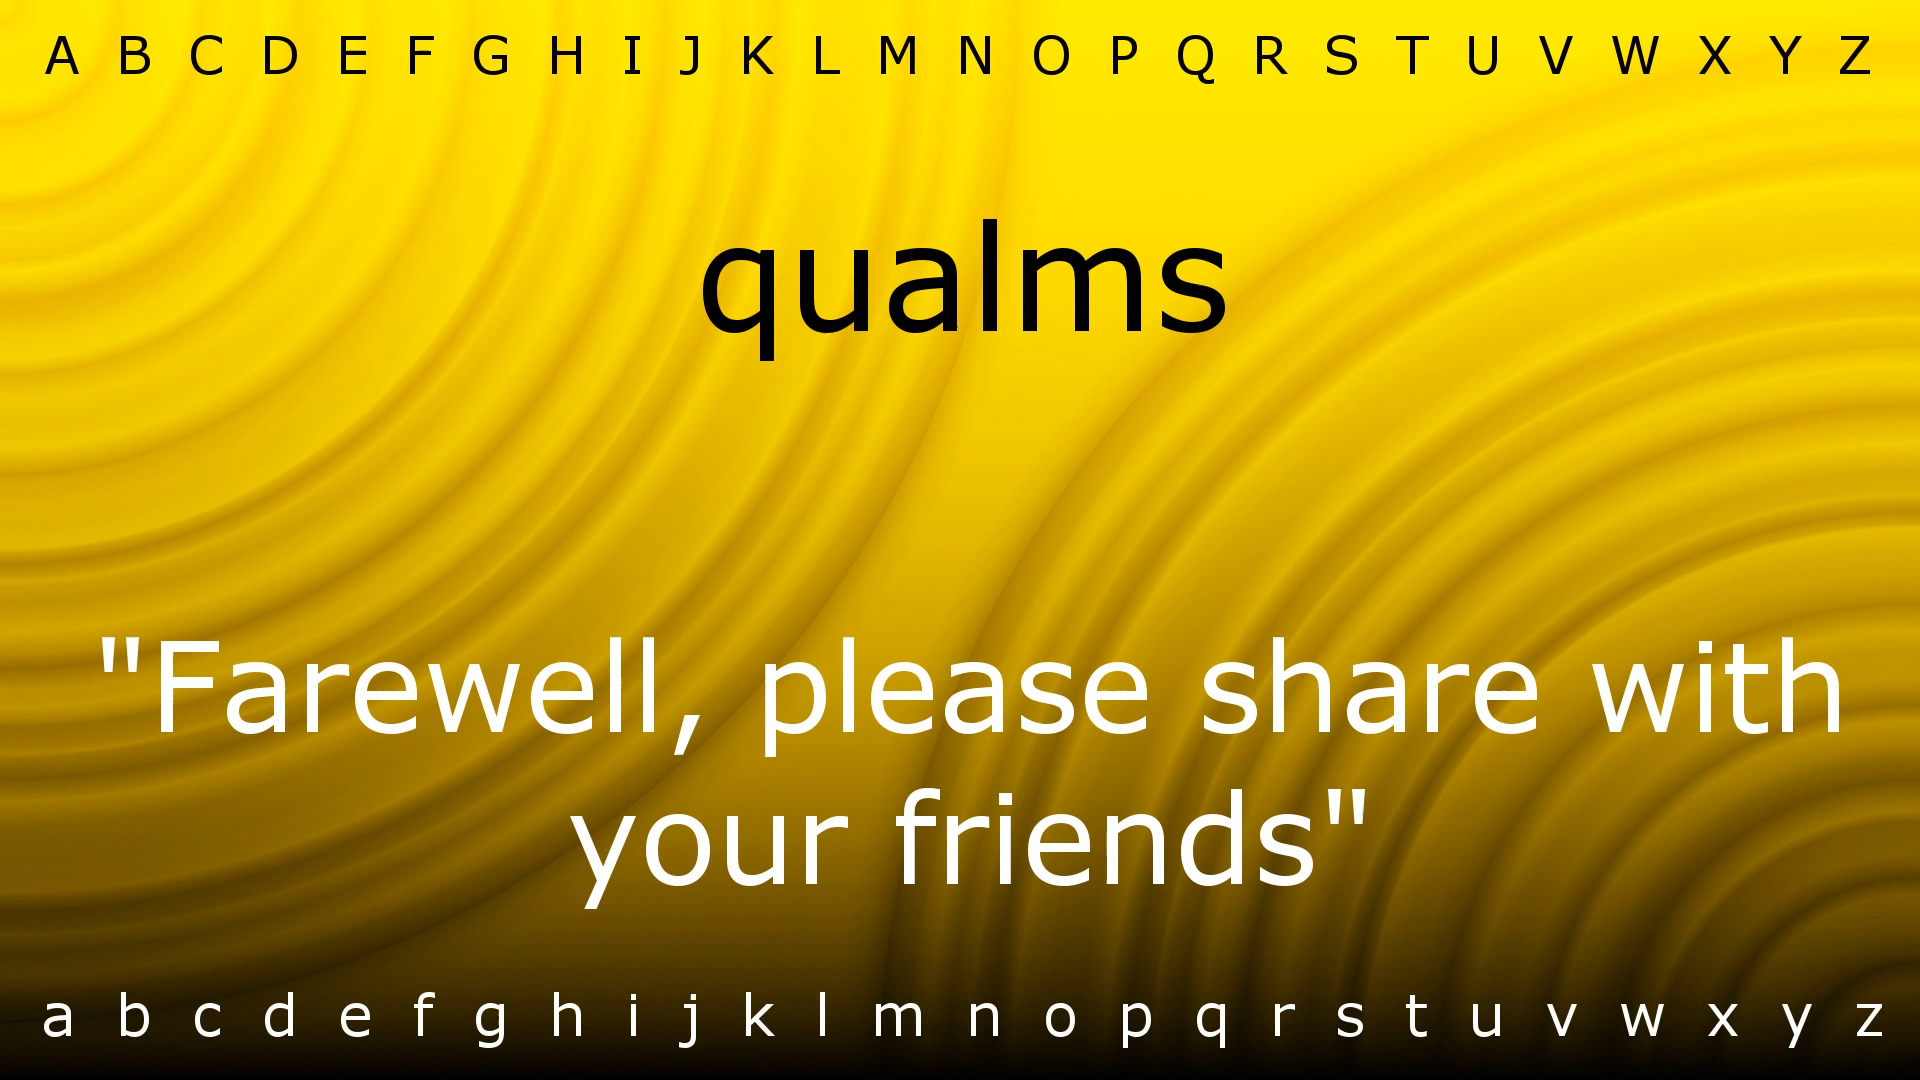 A B C D E F G H I J K L M N O P Q R S T U V W X Y Z
qualms
"Farewell, please share with
your friends"
a b c d e f g h i j k l m n o p q r s t u v w x y z